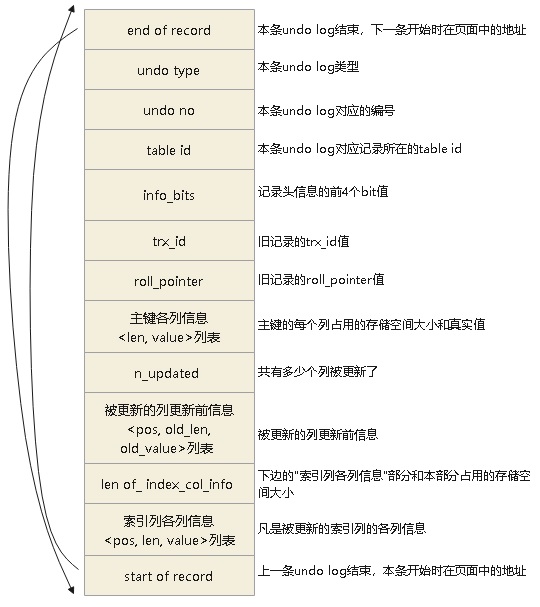 end of record
本条undo log结束，下一条开始时在页面中的地址
undo type
本条undo log类型
undo no
本条undo log对应的编号
table id
本条undo log对应记录所在的table id
info_bits
记录头信息的前4个bit值
trx_id
旧记录的trx_id值
roll_pointer
旧记录的roll_pointer值
主键各列信息
<len, value>列表
主键的每个列占用的存储空间大小和真实值
n_updated
共有多少个列被更新了
被更新的列更新前信息
<pos, old_len,
old_value>列表
被更新的列更新前信息
len of_ index_col_info
下边的"索引列各列信息"部分和本部分占用的存储空
间大小
索引列各列信息
<pos, len, value>列表
凡是被更新的索引列的各列信息
start of record
上一条undo log结束，本条开始时在页面中的地址